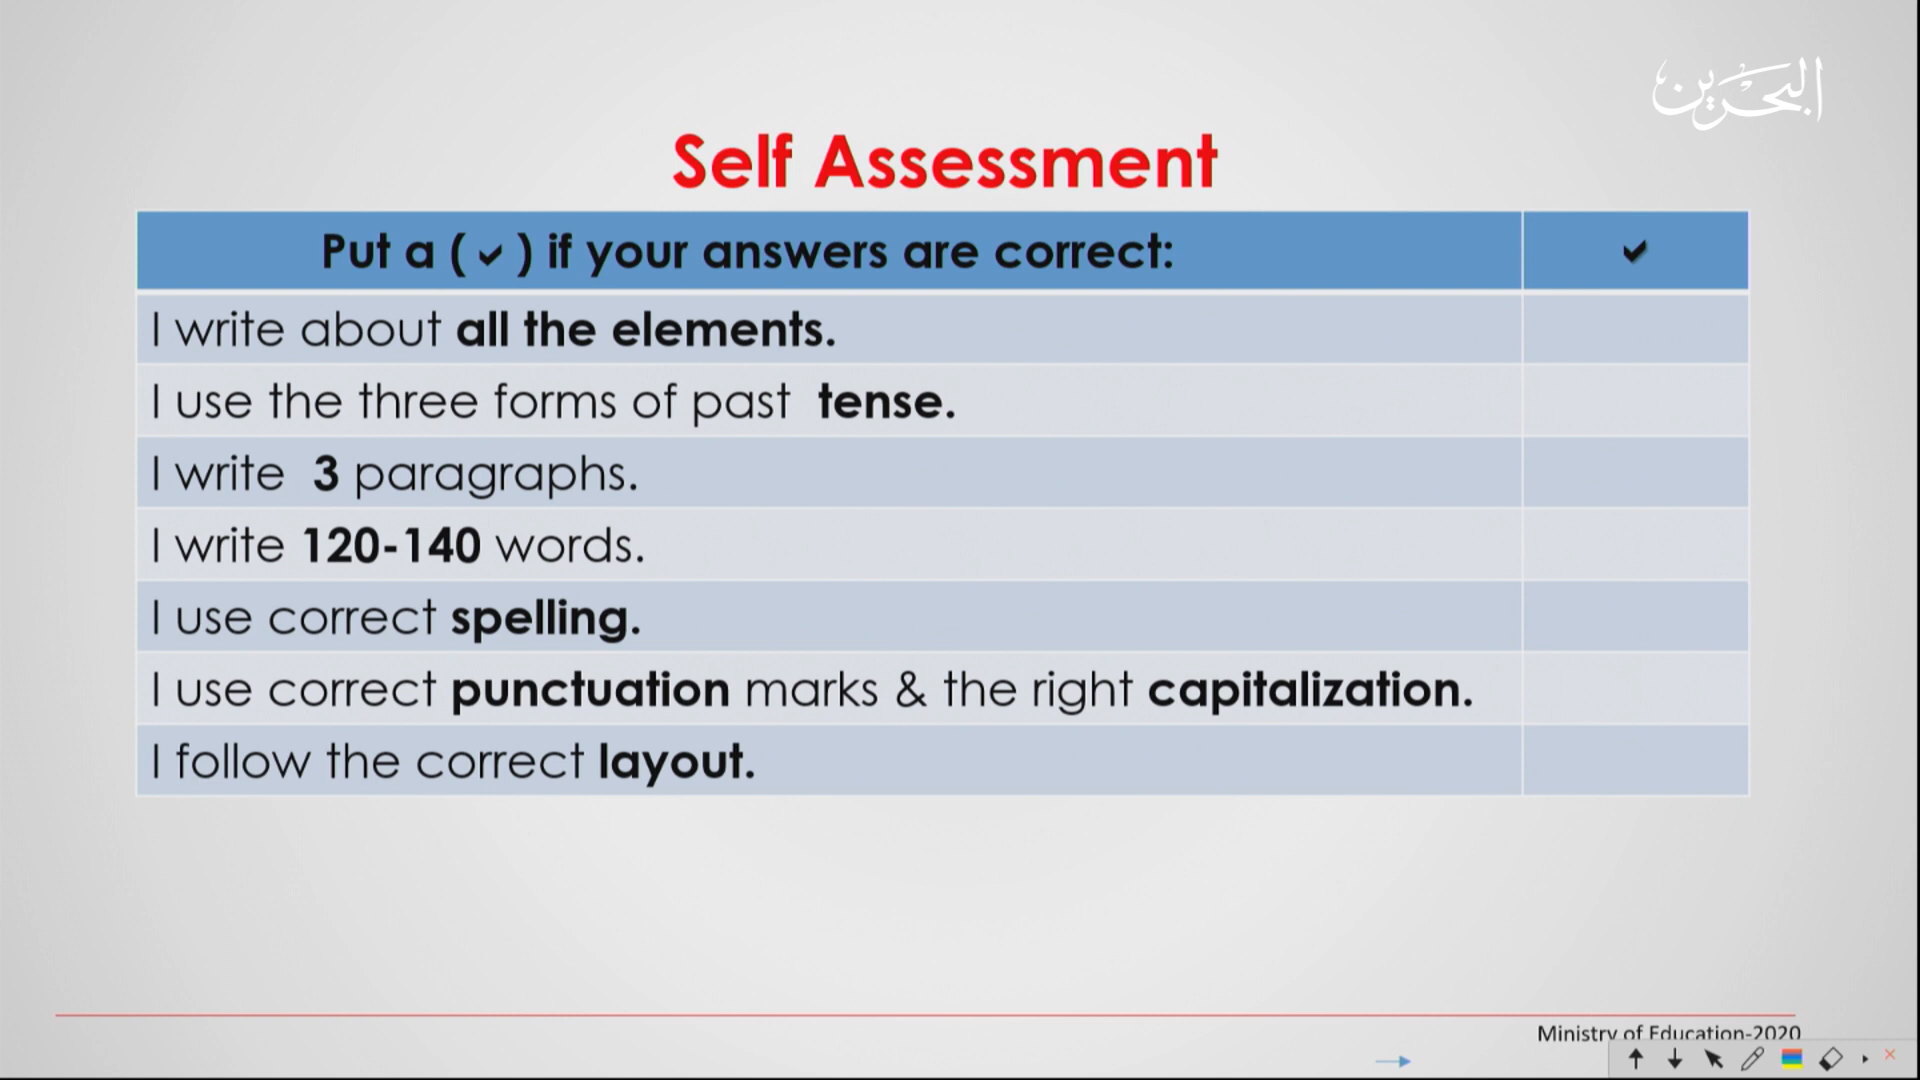 البحرين
Self Assessment
Put a ( ✓ ) if your answers are correct: ✓
I write about all the elements.
I use the three forms of past tense.
I write 3 paragraphs.
I write 120-140 words.
I use correct spelling.
I use correct punctuation marks & the right capitalization.
I follow the correct layout.
Ministry of Education-2020